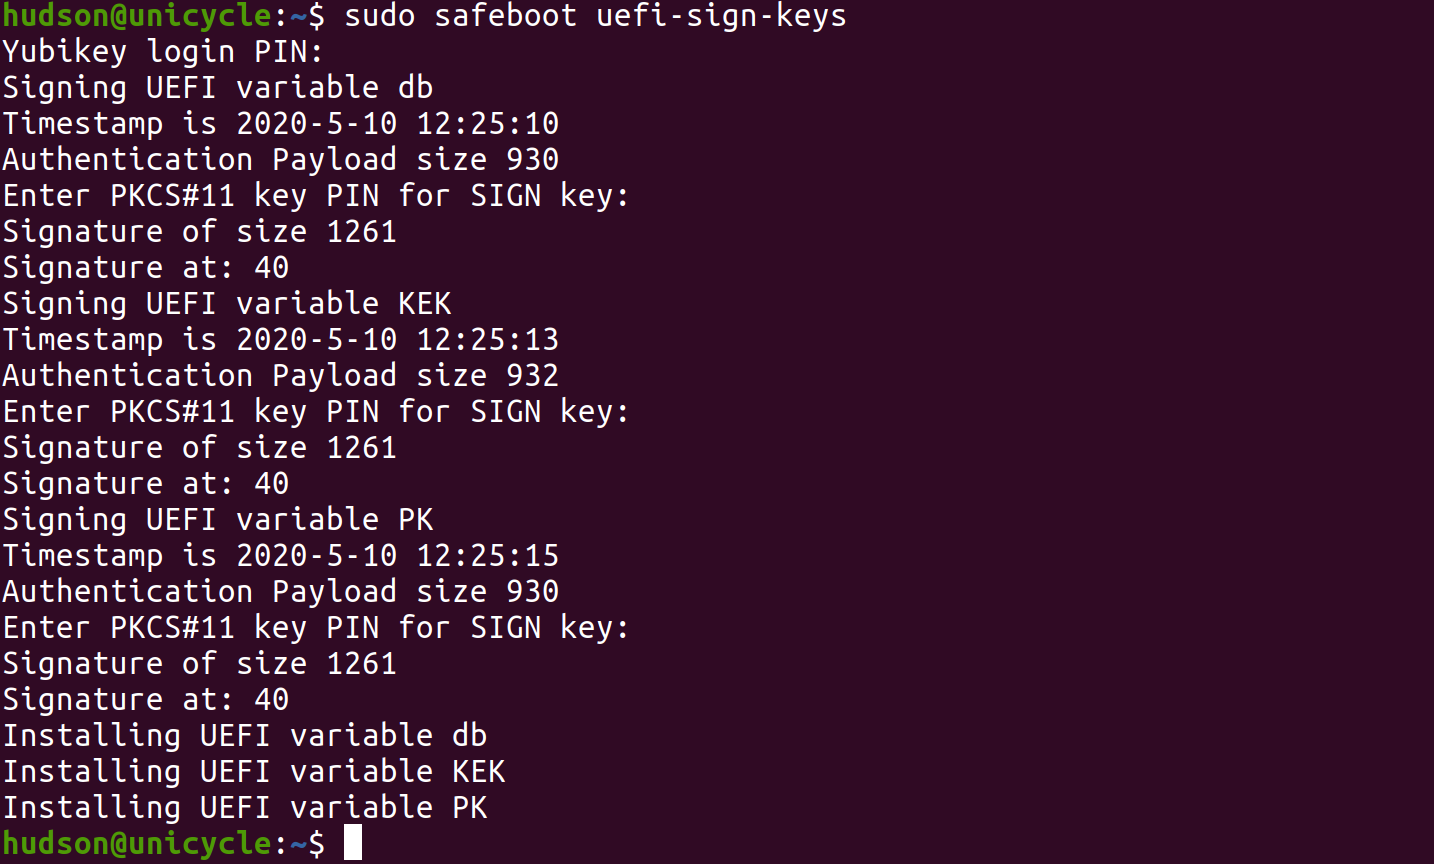 hudson@unicycle:~$ sudo safeboot uefi-sign-keys
Yubikey login PIN:
Signing UEFI variable db
Timestamp is 2020-5-10 12:25:10
Authentication Payload size 930
Enter PKCS#11 key PIN for SIGN key:
Signature of size 1261
Signature at: 40
Signing UEFI variable KEK
Timestamp is 2020-5-10 12:25:13
Authentication Payload size 932
Enter PKCS#11 key PIN for SIGN key:
Signature of size 1261
Signature at: 40
Signing UEFI variable PK
Timestamp is 2020-5-10 12:25:15
Authentication Payload size 930
Enter PKCS#11 key PIN for SIGN key:
Signature of size 1261
Signature at: 40
Installing UEFI variable db
Installing UEFI variable KEK
Installing UEFI variable PK
hudson@unicycle:~$